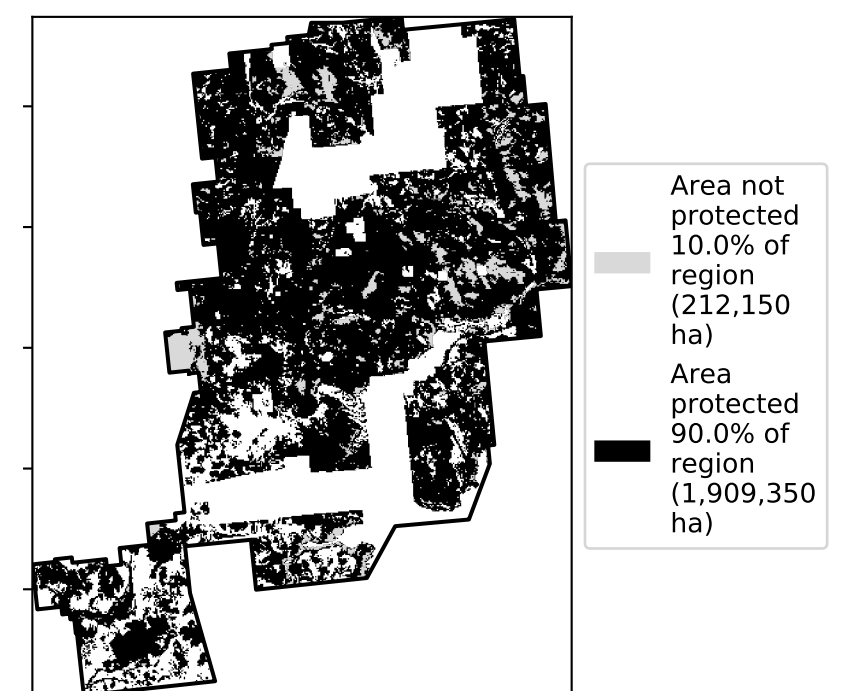 Area not
protected
10.0% of
region
(212,150
ha)
Area
protected
90.0% of
region
(1,909,350
ha)